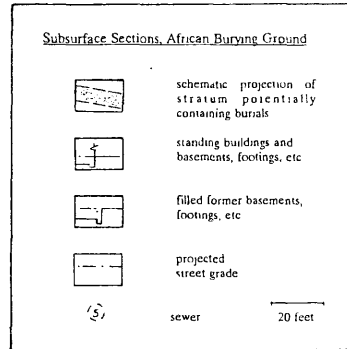 Subsurface Sections, African Burying Ground
schematic projection of
stratum potentially
containing burials
standing buildings and
basements, footings, etc
filled former basements,
footings, etc
projected
street grade
S
sewer
20 feet